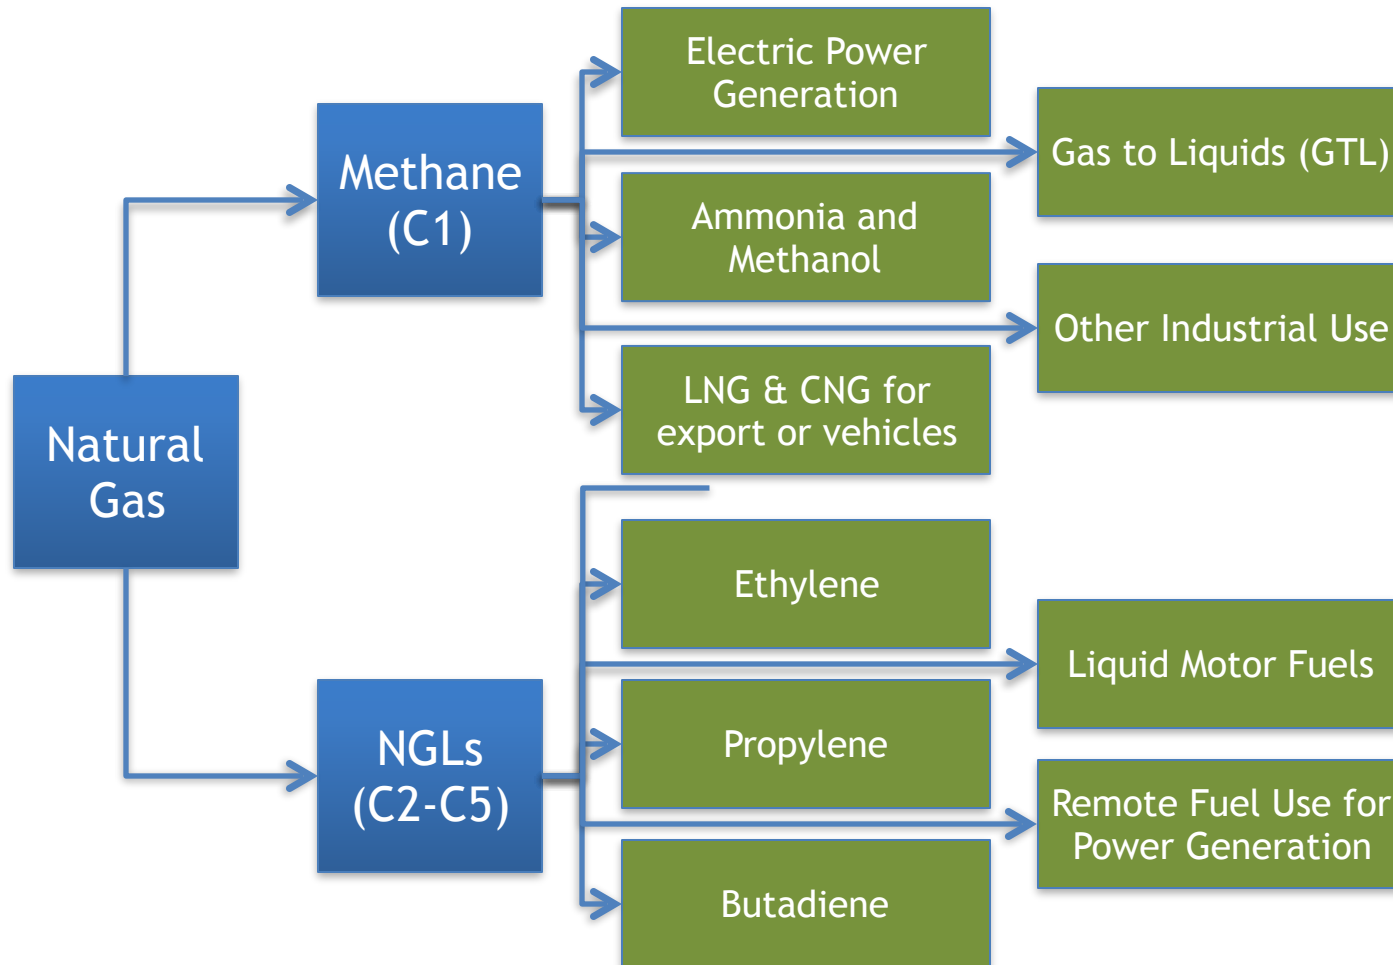 Electric Power
Generation
Gas to Liquids (GTL)
Methane
(C1)
Ammonia and
Methanol
Other Industrial Use
LNG & CNG for
export or vehicles
Natural
Gas
Ethylene
Liquid Motor Fuels
NGLs
(C2-C5)
Propylene
Remote Fuel Use for
Power Generation
Butadiene